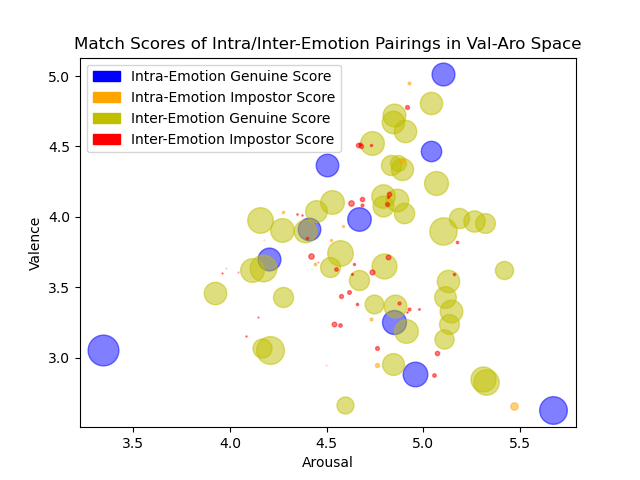 Match Scores of Intra/Inter-Emotion Pairings in Val-Aro Space
Intra-Emotion Genuine Score
Intra-Emotion Impostor Score
Inter-Emotion Genuine Score
Inter-Emotion Impostor Score
5.0
4.5
4.0
3.5
3.0
Valence
3.5 4.0 4.5 5.0 5.5
Arousal